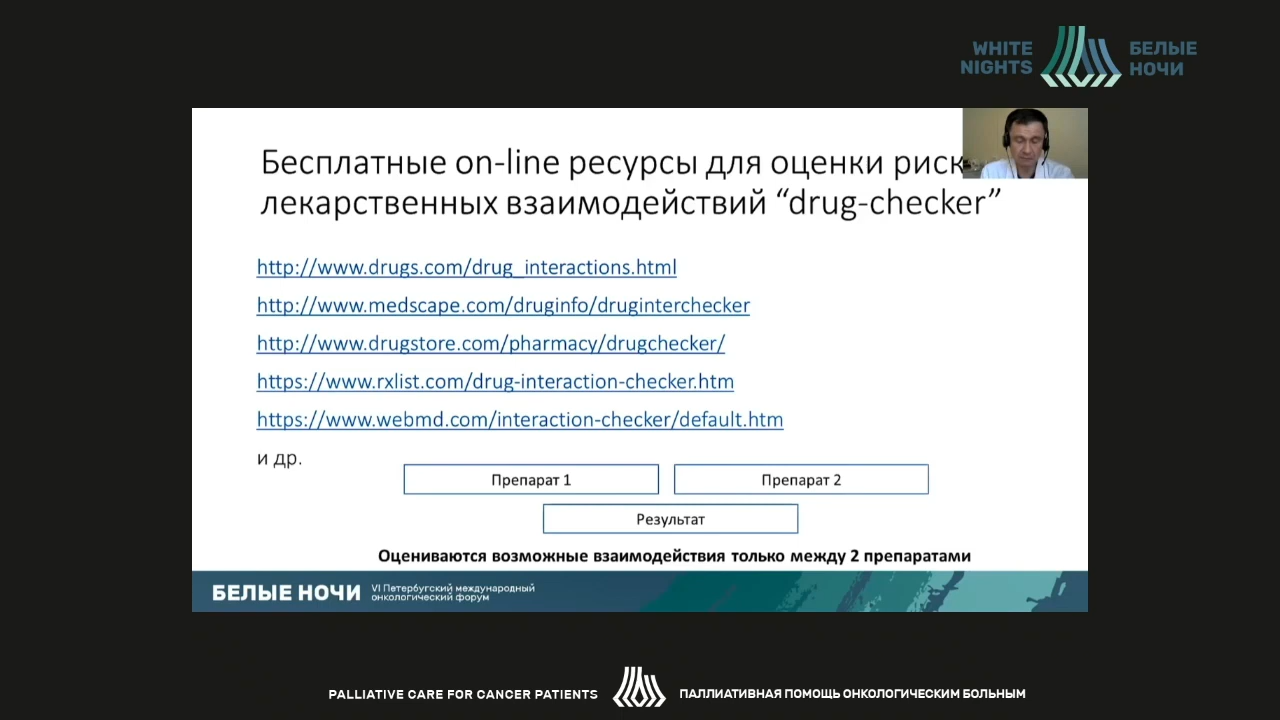 WHITE
NIGHTS
БЕЛЫЕ
НОЧИ
Бесплатные on-line ресурсы для оценки риск
лекарственных взаимодействий “drug-checker”
http://www.drugs.com/drug_interactions.html
http://www.medscape.com/druginfo/druginterchecker
http://www.drugstore.com/pharmacy/drugchecker/
https://www.rxlist.com/drug-interaction-checker.htm
https://www.webmd.com/interaction-checker/default.htm
и др.
Препарат 1
Препарат 2
Результат
Оцениваются возможные взаимодействия только между 2 препаратами
БЕЛЫЕ НОЧИ
VI Петербугский международный
онкологический форум
PALLIATIVE CARE FOR CANCER PATIENTS
ПАЛЛИАТИВНАЯ ПОМОЩЬ ОНКОЛОГИЧЕСКИМ БОЛЬНЫМ